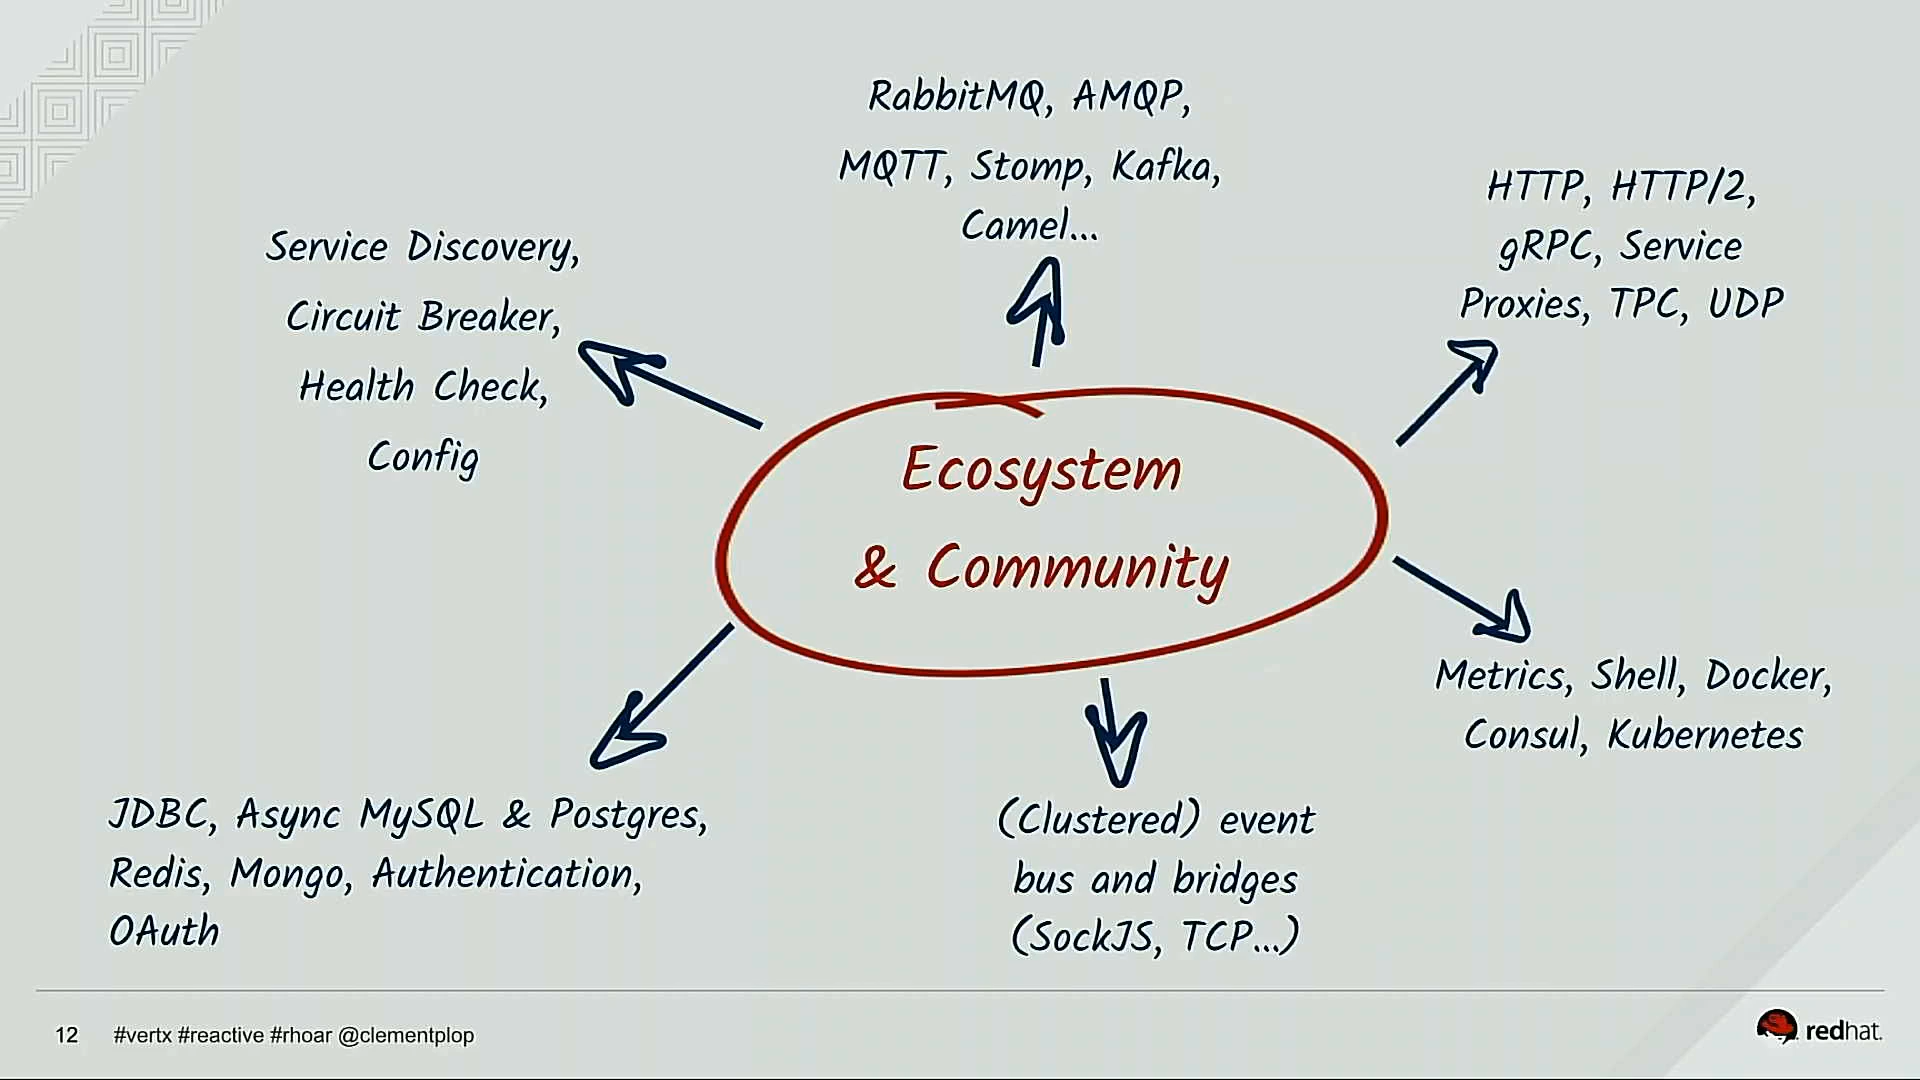 RabbitMQ, AMQP,
MQTT, Stomp, Kafka,
Camel...
HTTP, HTTP/2,
gRPC, Service
Proxies, TPC, UDP
Service Discovery,
Circuit Breaker,
Health Check,
Config
Ecosystem
& Community
Metrics, Shell, Docker,
Consul, Kubernetes
JDBC, Async MySQL & Postgres,
Redis, Mongo, Authentication,
OAuth
(Clustered) event
bus and bridges
(SockJS, TCP...)
12 #vertx #reactive #rhoar @clementplop
redhat.